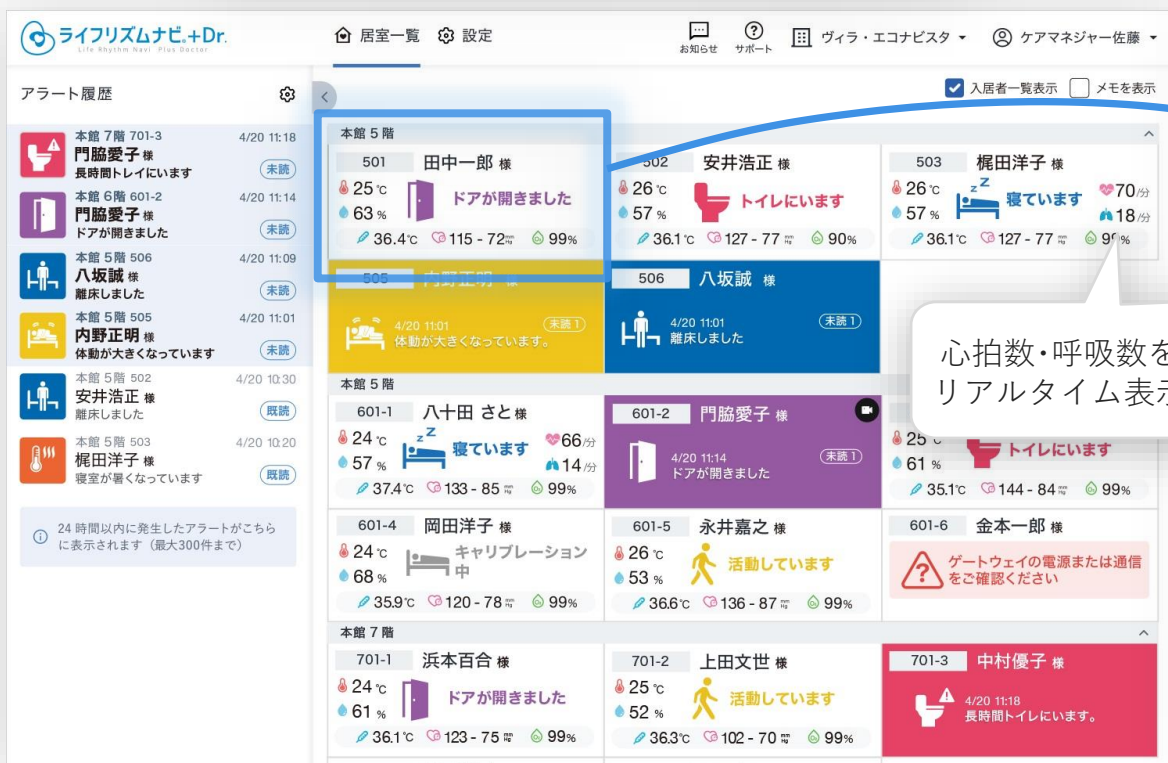 ライフリズムナビ®+Dr.
Life Rhythm Navi Plus Doctor
居室一覧 設定
お知らせ サポート ヴィラ・エコナビスタ ケアマネジャー佐藤
アラート履歴
入居者一覧表示 メモを表示
本館 7階 701-3 4/20 11:18
門脇愛子 様
長時間トイレにいます 未読
本館 6階 601-2 4/20 11:14
門脇愛子 様
ドアが開きました 未読
本館 5階 506 4/20 11:09
八坂誠 様
離床しました 未読
本館 5階 505 4/20 11:01
内野正明 様
体動が大きくなっています 未読
本館 5階 502 4/20 10:30
安井浩正 様
離床しました 既読
本館 5階 503 4/20 10:20
梶田洋子 様
寝室が暑くなっています 既読
24 時間以内に発生したアラートがこちら
に表示されます（最大300件まで）
本館 5 階
501 田中一郎 様
25 ℃ ドアが開きました
63 %
36.4℃ 115 - 72 mmHg 99%
502 安井浩正 様
26 ℃ トイレにいます
57 %
36.1℃ 127 - 77 mmHg 90%
503 梶田洋子 様
26 ℃ 寝ています 70/分
57 % 18/分
36.1℃ 127 - 77 mmHg
505 内野正明 様
4/20 11:01 未読 1
体動が大きくなっています。
506 八坂誠 様
4/20 11:01 未読 1
離床しました
心拍数・呼吸数を
リアルタイム表示
本館 5 階
601-1 八十田 さと 様
24 ℃ z Z 寝ています 66/分
57 % 14/分
37.4℃ 133 - 85 mmHg 99%
601-2 門脇愛子 様
4/20 11:14 未読 1
ドアが開きました
25 ℃ トイレにいます
61 %
35.1℃ 144 - 84 mmHg 99%
601-4 岡田洋子 様
24 ℃ キャリブレーション
68 % 中
35.9℃ 120 - 78 mmHg 99%
601-5 永井嘉之 様
26 ℃ 活動しています
53 %
36.6℃ 136 - 87 mmHg 99%
601-6 金本一郎 様
ゲートウェイの電源または通信
をご確認ください
本館 7 階
701-1 浜本百合 様
24 ℃ ドアが開きました
61 %
36.1℃ 123 - 75 mmHg 99%
701-2 上田文世 様
25 ℃ 活動しています
52 %
36.3℃ 102 - 70 mmHg 99%
701-3 中村優子 様
4/20 11:18
長時間トイレにいます。